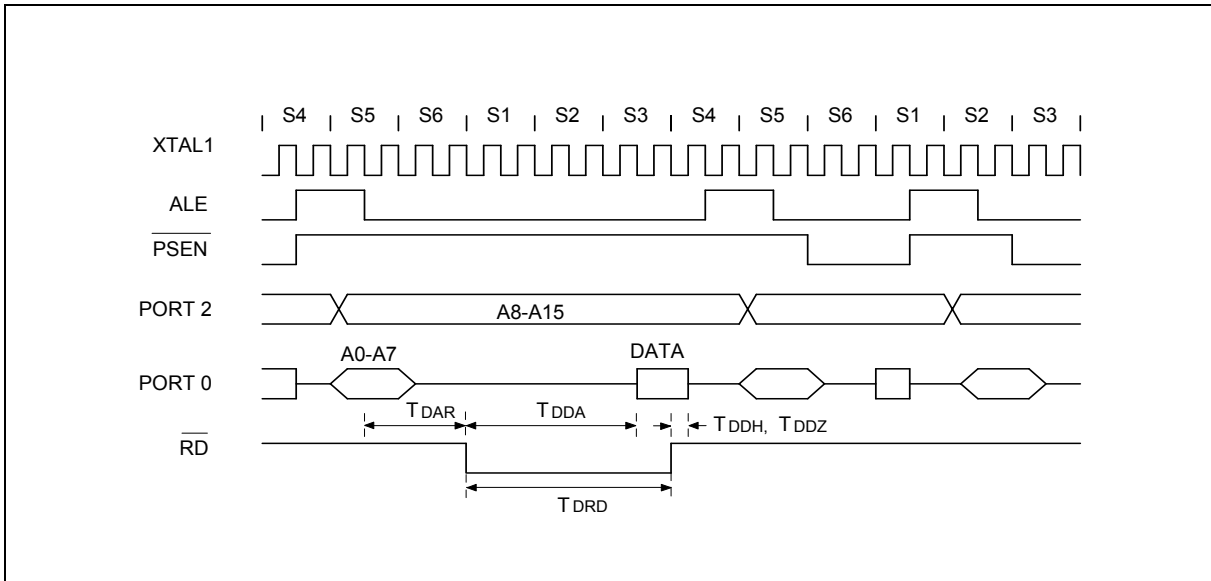 S4 S5 S6 S1 S2 S3 S4 S5 S6 S1 S2 S3
XTAL1
ALE
PSEN
PORT 2
A8-A15
A0-A7
DATA
PORT 0
TDAR
TDDA
TDDH, TDDZ
RD
TDRD